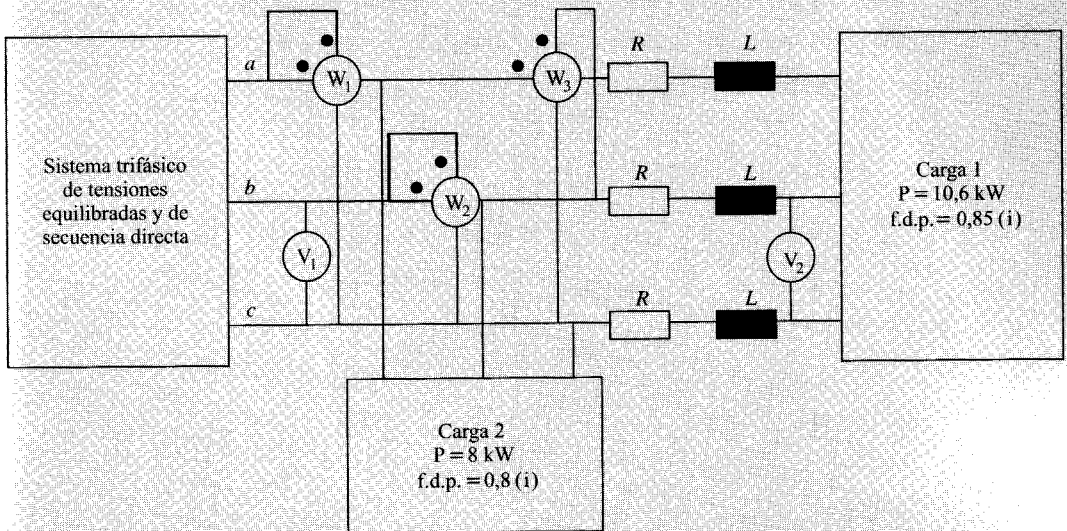 Sistema trifásico
de tensiones
equilibradas y de
secuencia directa
a
b
c
W1
W2
W3
V1
V2
R
L
R
L
R
L
Carga 1
P = 10,6 kW
f.d.p. = 0,85 (i)
Carga 2
P = 8 kW
f.d.p. = 0,8 (i)